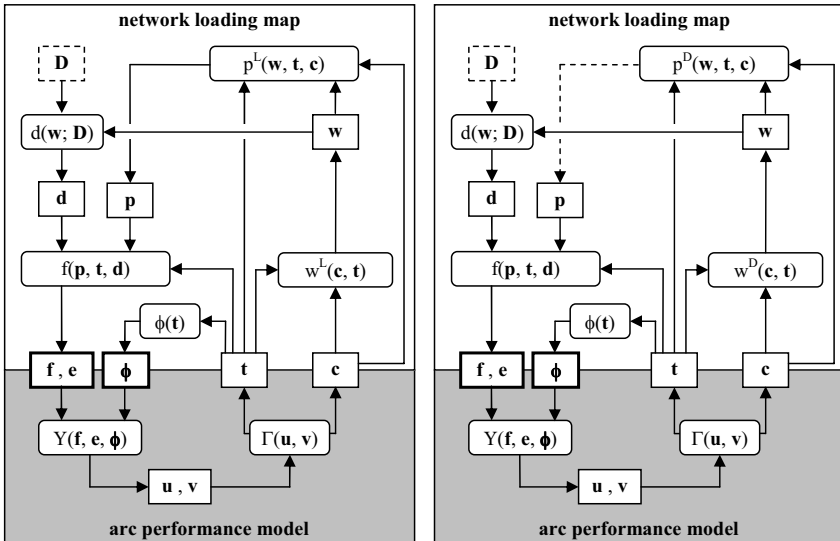 network loading map
D
p^L(w, t, c)
d(w; D)
w
d
p
f(p, t, d)
w^L(c, t)
ϕ(t)
f , e
ϕ
t
c
Υ(f, e, ϕ)
Γ(u, v)
u , v
arc performance model
network loading map
D
p^D(w, t, c)
d(w; D)
w
d
p
f(p, t, d)
w^D(c, t)
ϕ(t)
f , e
ϕ
t
c
Υ(f, e, ϕ)
Γ(u, v)
u , v
arc performance model